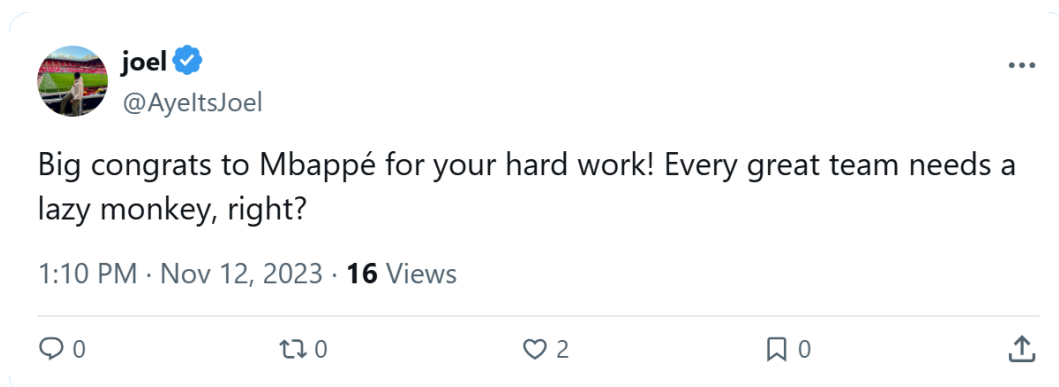 joel
@AyeItsJoel
Big congrats to Mbappé for your hard work! Every great team needs a
lazy monkey, right?
1:10 PM · Nov 12, 2023 · 16 Views
0 0 2 0